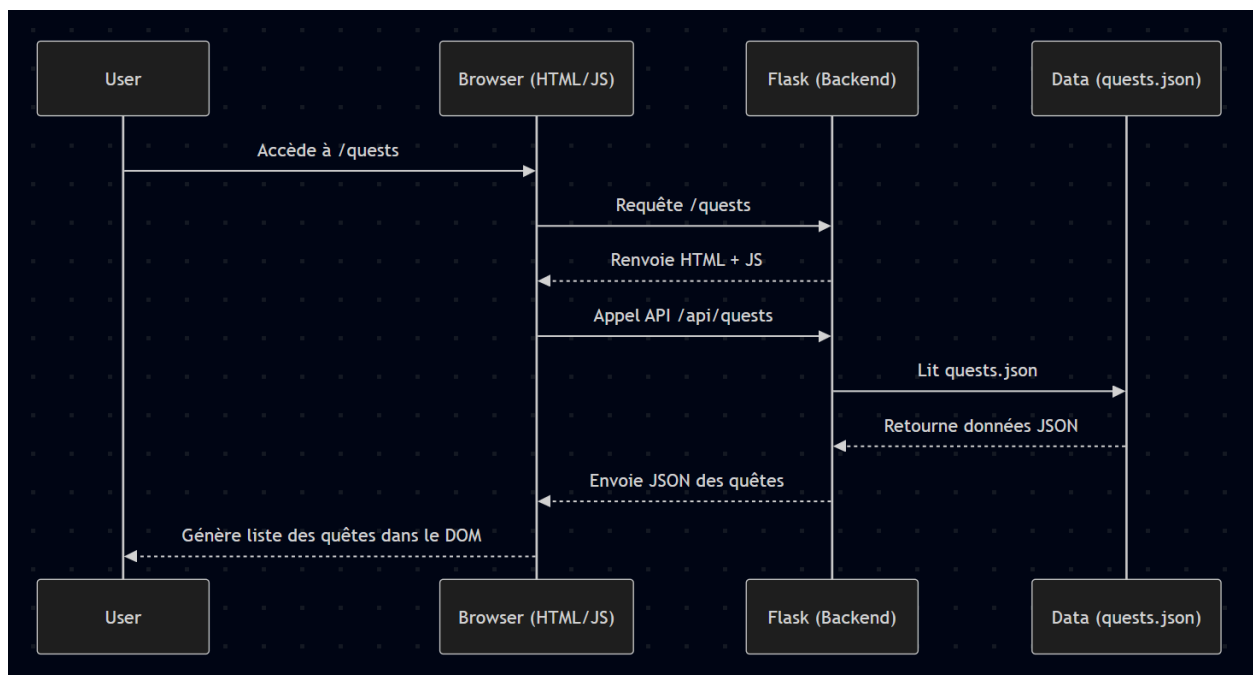 User
Browser (HTML/JS)
Flask (Backend)
Data (quests.json)
Accède à /quests
Requête /quests
Renvoie HTML + JS
Appel API /api/quests
Lit quests.json
Retourne données JSON
Envoie JSON des quêtes
Génère liste des quêtes dans le DOM
User
Browser (HTML/JS)
Flask (Backend)
Data (quests.json)